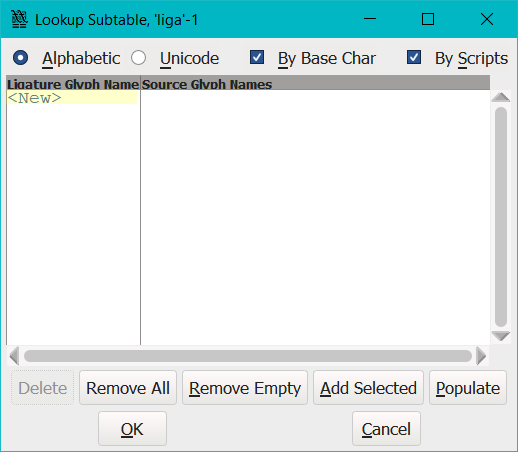 Lookup Subtable, 'liga'-1
Alphabetic Unicode By Base Char By Scripts
Ligature Glyph Name Source Glyph Names
<New>
Delete Remove All Remove Empty Add Selected Populate
OK Cancel